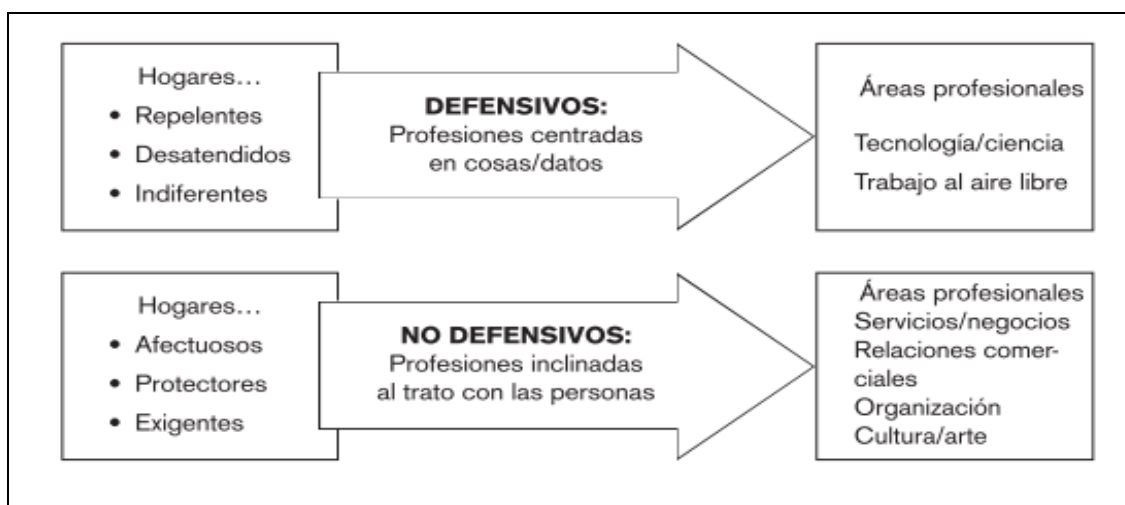 Hogares...
• Repelentes
• Desatendidos
• Indiferentes
DEFENSIVOS:
Profesiones centradas
en cosas/datos
Áreas profesionales
Tecnología/ciencia
Trabajo al aire libre
Hogares...
• Afectuosos
• Protectores
• Exigentes
NO DEFENSIVOS:
Profesiones inclinadas
al trato con las personas
Áreas profesionales
Servicios/negocios
Relaciones comer-
ciales
Organización
Cultura/arte